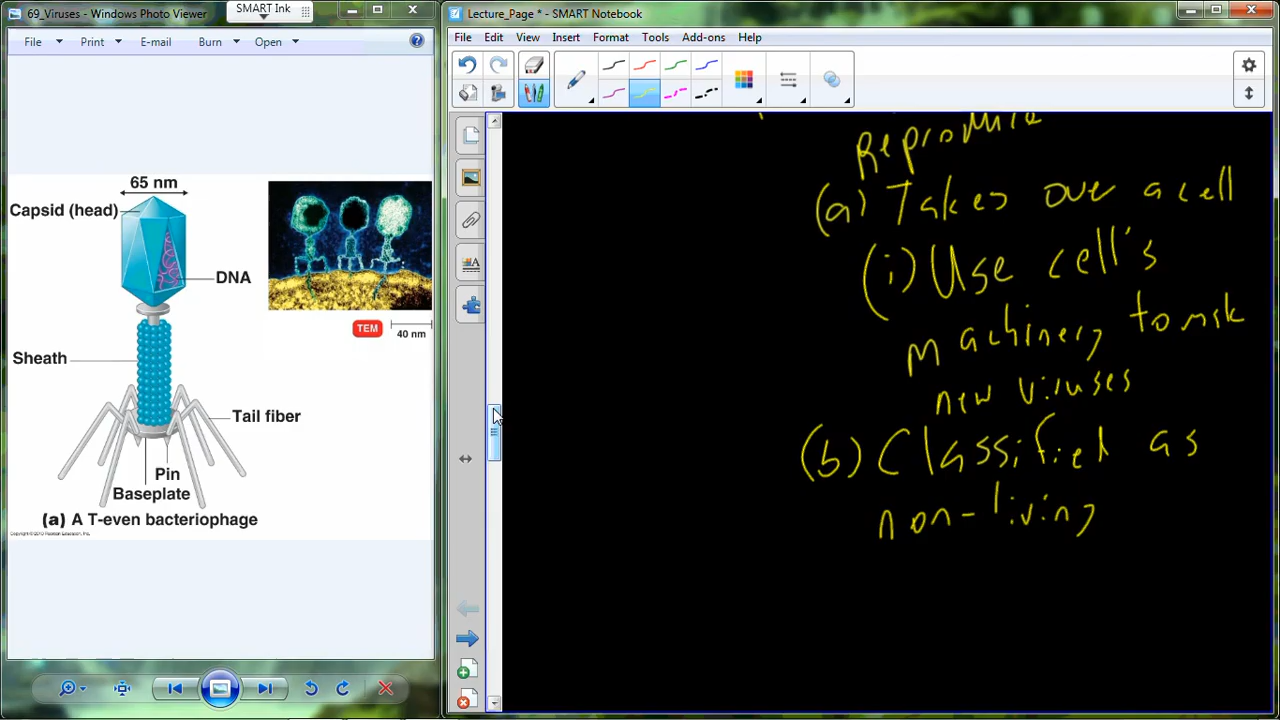 69_Viruses - Windows Photo Viewer
SMART Ink
File Print E-mail Burn Open
65 nm
Capsid (head)
DNA
TEM
40 nm
Sheath
Tail fiber
Pin
Baseplate
(a) A T-even bacteriophage
Lecture_Page * - SMART Notebook
File Edit View Insert Format Tools Add-ons Help
Reproduce
(a) Takes over a cell
(i) Use cell's
machinery to mak
new viruses
(b) Classified as
non-living